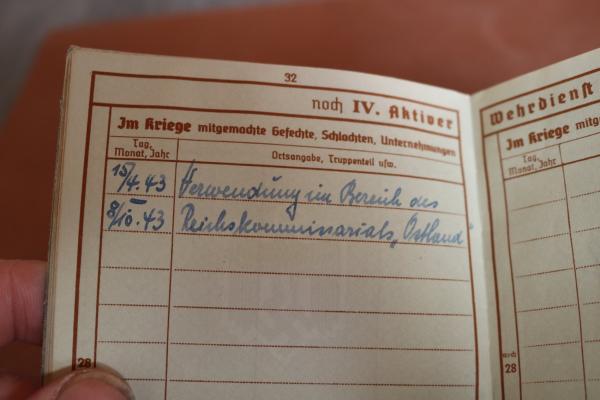 32
noch IV. Aktiver
Wehrdienst
Im Kriege mitgemachte Gefechte, Schlachten, Unternehmungen
Im Kriege
Tag, Monat, Jahr
Ortsangabe, Truppenteil usw.
Tag, Monat, Jahr
15/4.43 Verwendung im Bereich des
8/10.43 Reichskommissariats „Ostland"
28
noch
28